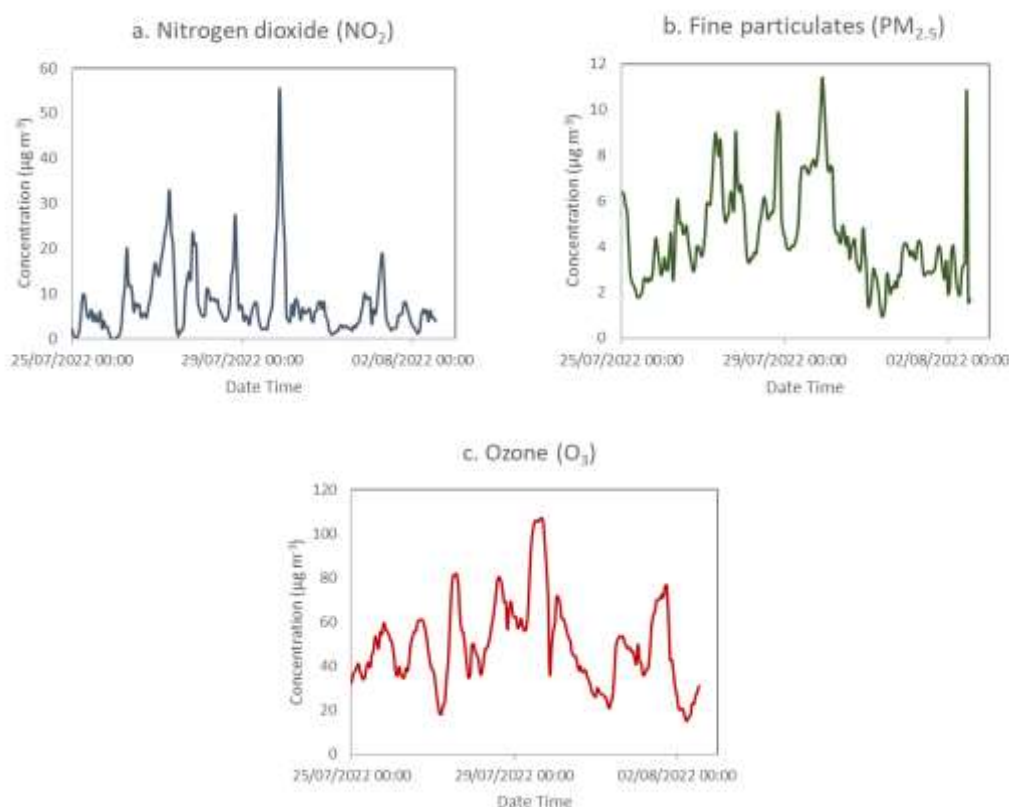 a. Nitrogen dioxide (NO₂)
60
50
40
30
20
10
0
Concentration (µg m⁻³)
25/07/2022 00:00 29/07/2022 00:00 02/08/2022 00:00
Date Time
b. Fine particulates (PM₂.₅)
12
10
8
6
4
2
0
Concentration (µg m⁻³)
25/07/2022 00:00 29/07/2022 00:00 02/08/2022 00:00
Date Time
c. Ozone (O₃)
120
100
80
60
40
20
0
Concentration (µg m⁻³)
25/07/2022 00:00 29/07/2022 00:00 02/08/2022 00:00
Date Time